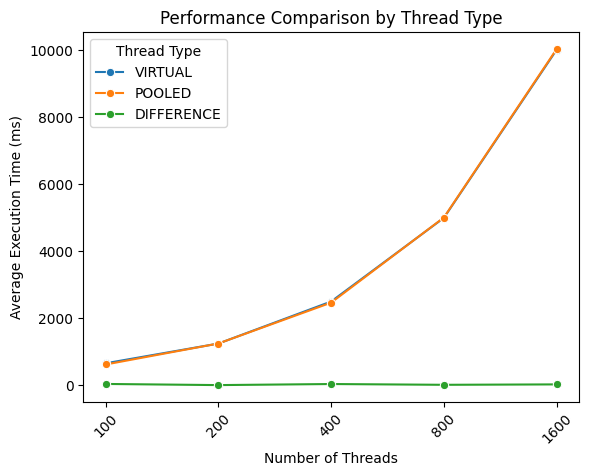 Performance Comparison by Thread Type
Thread Type
VIRTUAL
POOLED
DIFFERENCE
Average Execution Time (ms)
10000
8000
6000
4000
2000
0
100
200
400
800
1600
Number of Threads